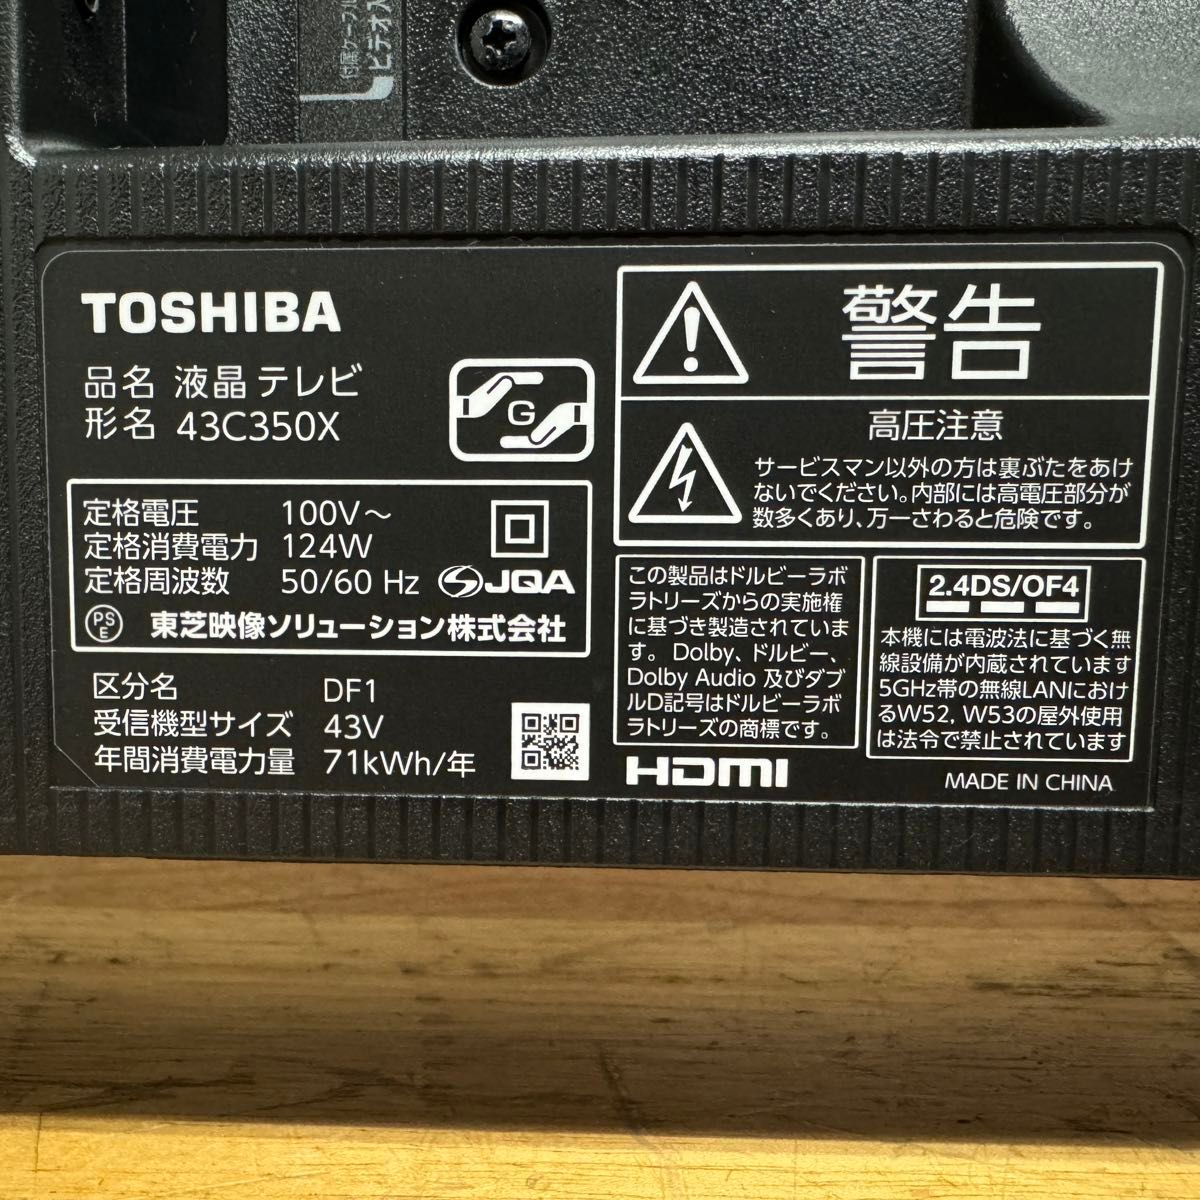 付属ケーブル
TOSHIBA
品名 液晶 テレビ
形名 43C350X
G
定格電圧 100V～
定格消費電力 124W
定格周波数 50/60 Hz
JQA
PS
E
東芝映像ソリューション株式会社
区分名 DF1
受信機型サイズ 43V
年間消費電力量 71kWh/年
警告
高圧注意
サービスマン以外の方は裏ぶたをあけ
ないでください。内部には高電圧部分が
数多くあり、万一さわると危険です。
この製品はドルビーラボ
ラトリーズからの実施権
に基づき製造されていま
す。Dolby、ドルビー、
Dolby Audio 及びダブ
ルD記号はドルビーラボ
ラトリーズの商標です。
HDMI
2.4DS/OF4
本機には電波法に基づく無
線設備が内蔵されています
5GHz帯の無線LANにおけ
るW52, W53の屋外使用
は法令で禁止されています
MADE IN CHINA